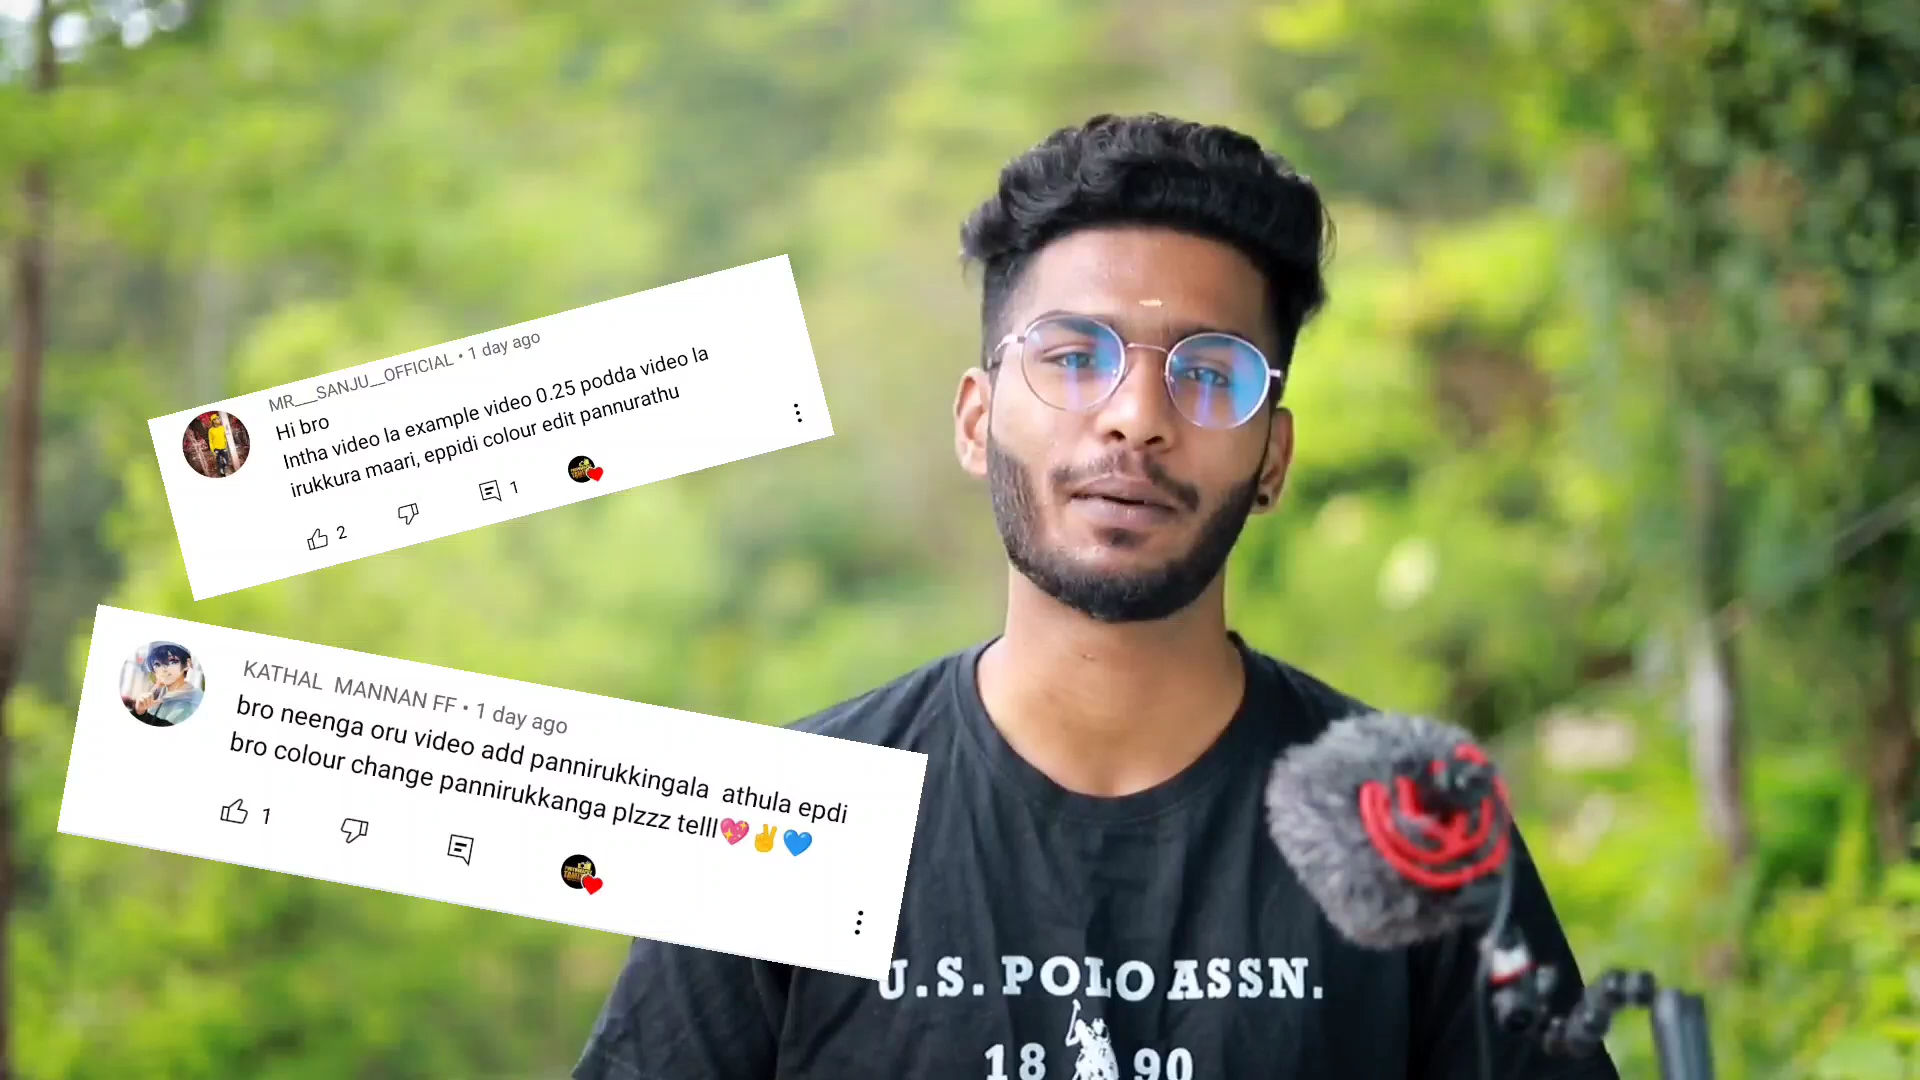 MR___SANJU__OFFICIAL • 1 day ago
Hi bro
Intha video la example video 0.25 podda video la
irukkura maari, eppidi colour edit pannurathu
2
1
KATHAL MANNAN FF • 1 day ago
bro neenga oru video add pannirukkingala athula epdi
bro colour change pannirukkanga plzzz telll💖✌️💙
1
U.S. POLO ASSN.
18 90